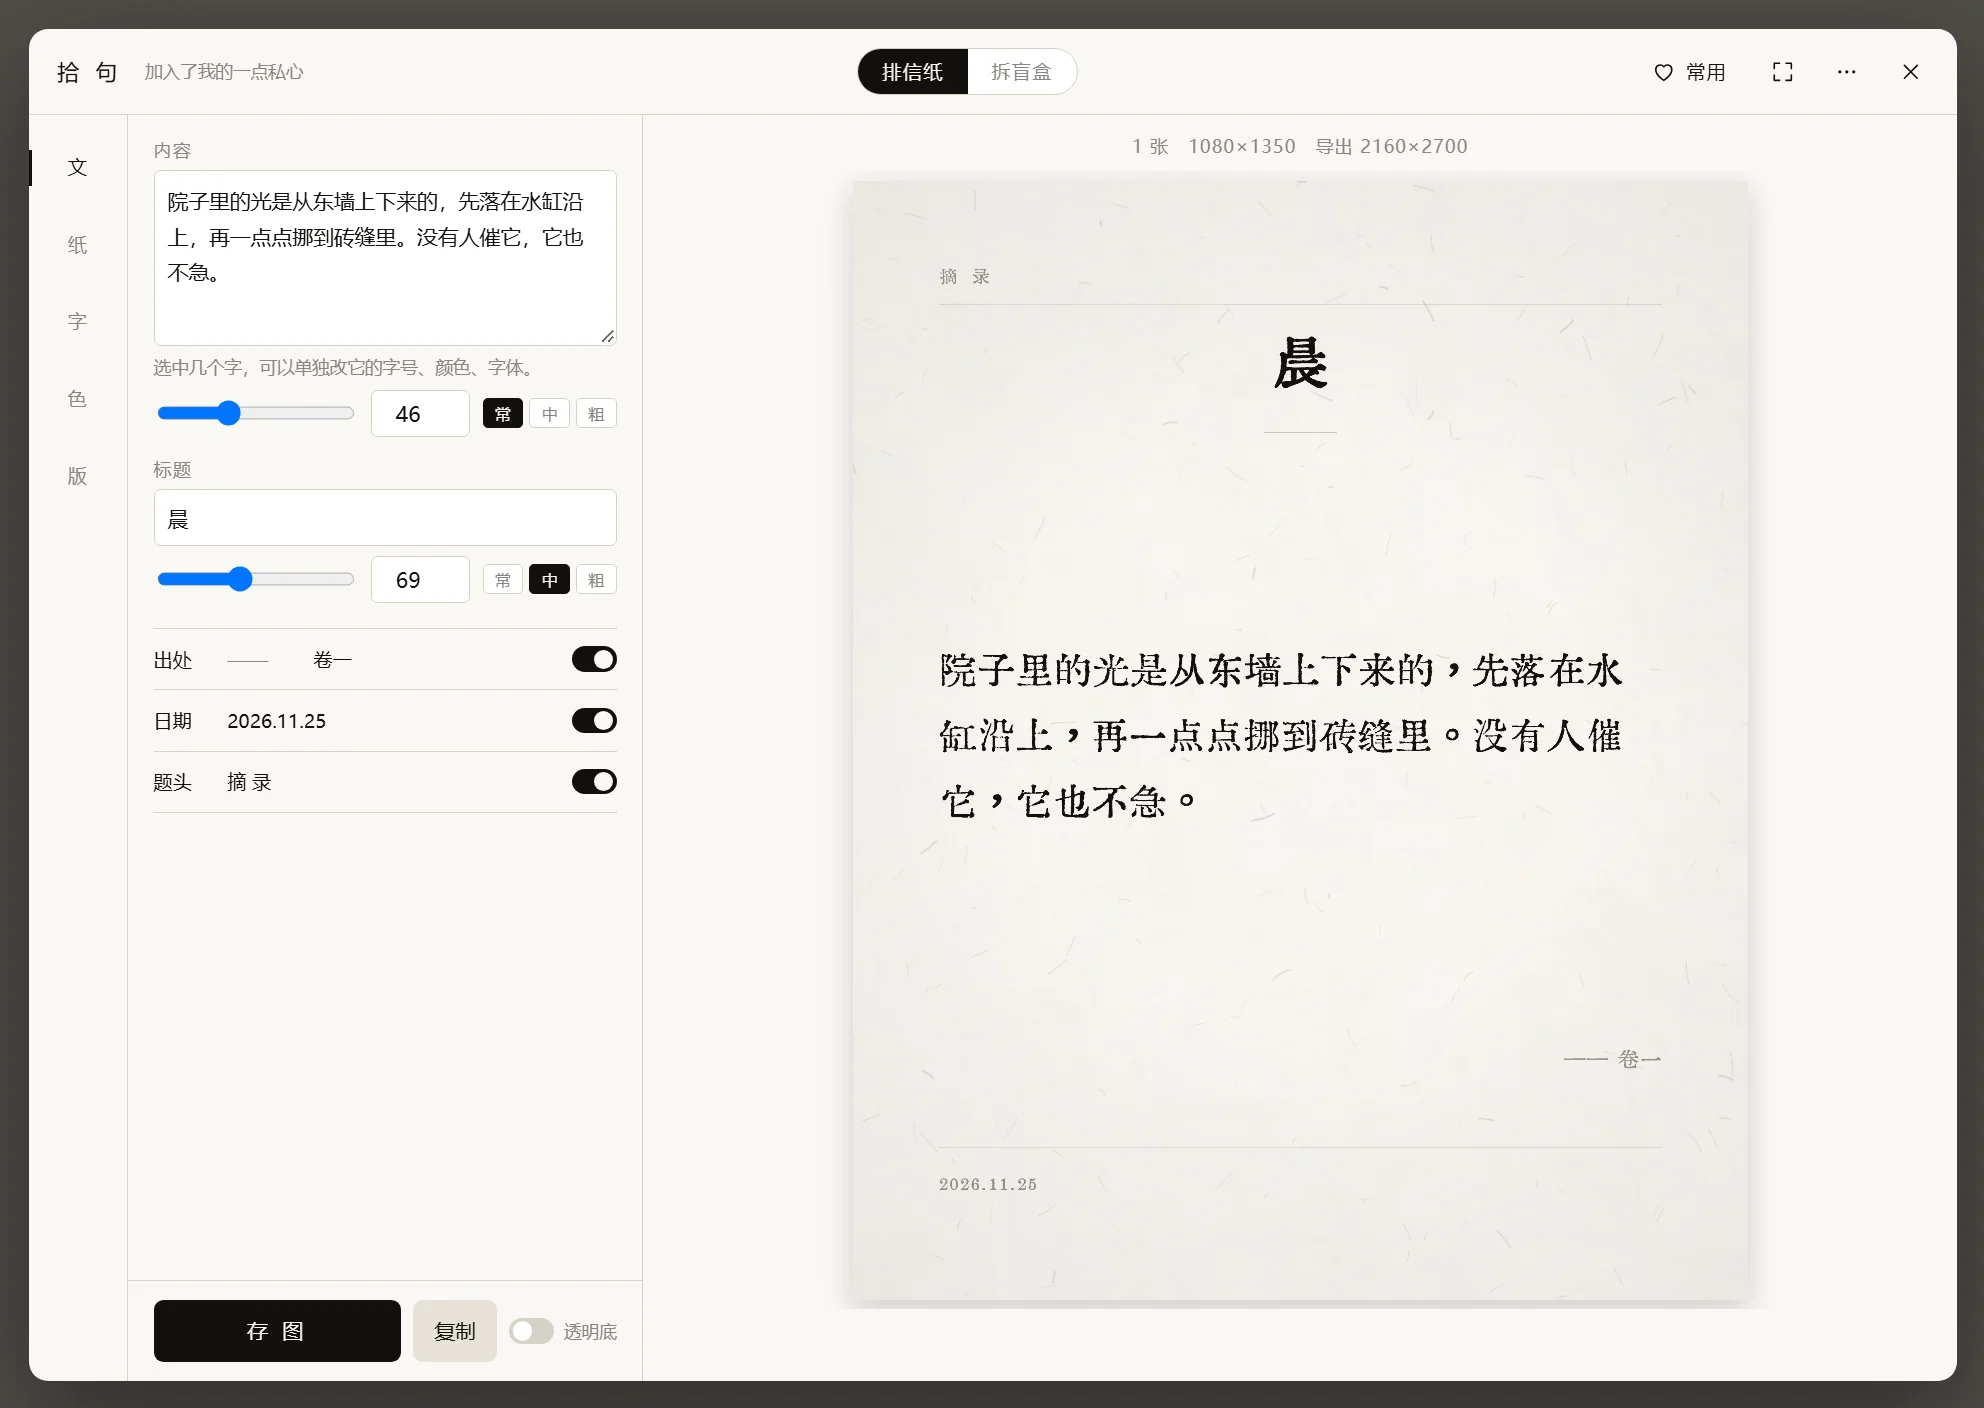 拾 句 加入了我的一点私心
排信纸 拆盲盒
常用
文
纸
字
色
版
内容
院子里的光是从东墙上下来的，先落在水缸沿
上，再一点点挪到砖缝里。没有人催它，它也
不急。
选中几个字，可以单独改它的字号、颜色、字体。
46 常 中 粗
标题
晨
69 常 中 粗
出处 —— 卷一
日期 2026.11.25
题头 摘 录
存 图 复制 透明底
1 张 1080×1350 导出 2160×2700
摘 录
晨
院子里的光是从东墙上下来的，先落在水
缸沿上，再一点点挪到砖缝里。没有人催
它，它也不急。
—— 卷一
2026.11.25